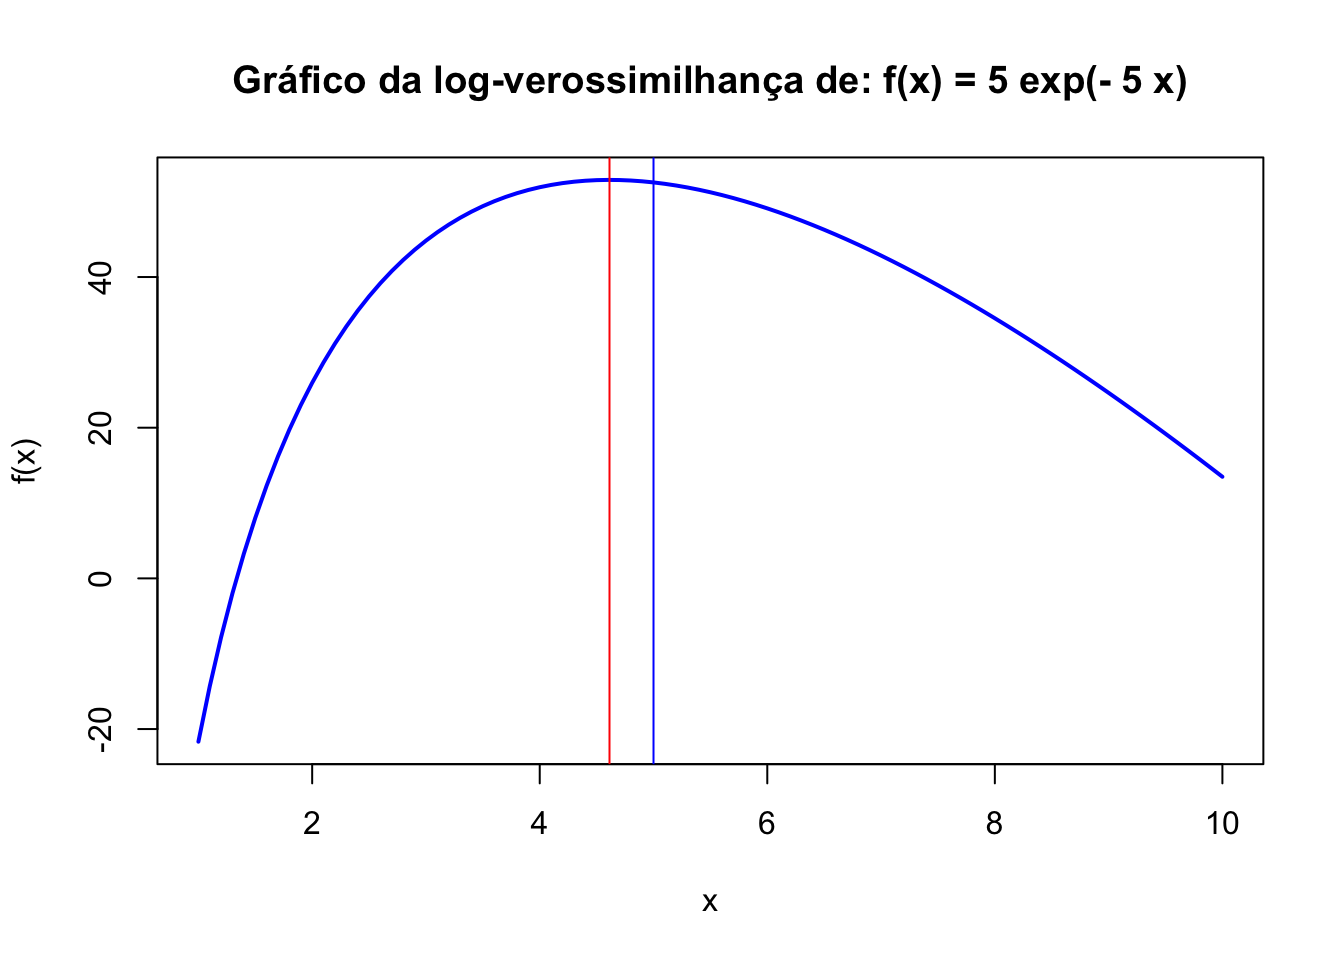 Gráfico da log-verossimilhança de: f(x) = 5 exp(- 5 x)
f(x)
40
20
0
-20
2 4 6 8 10
x